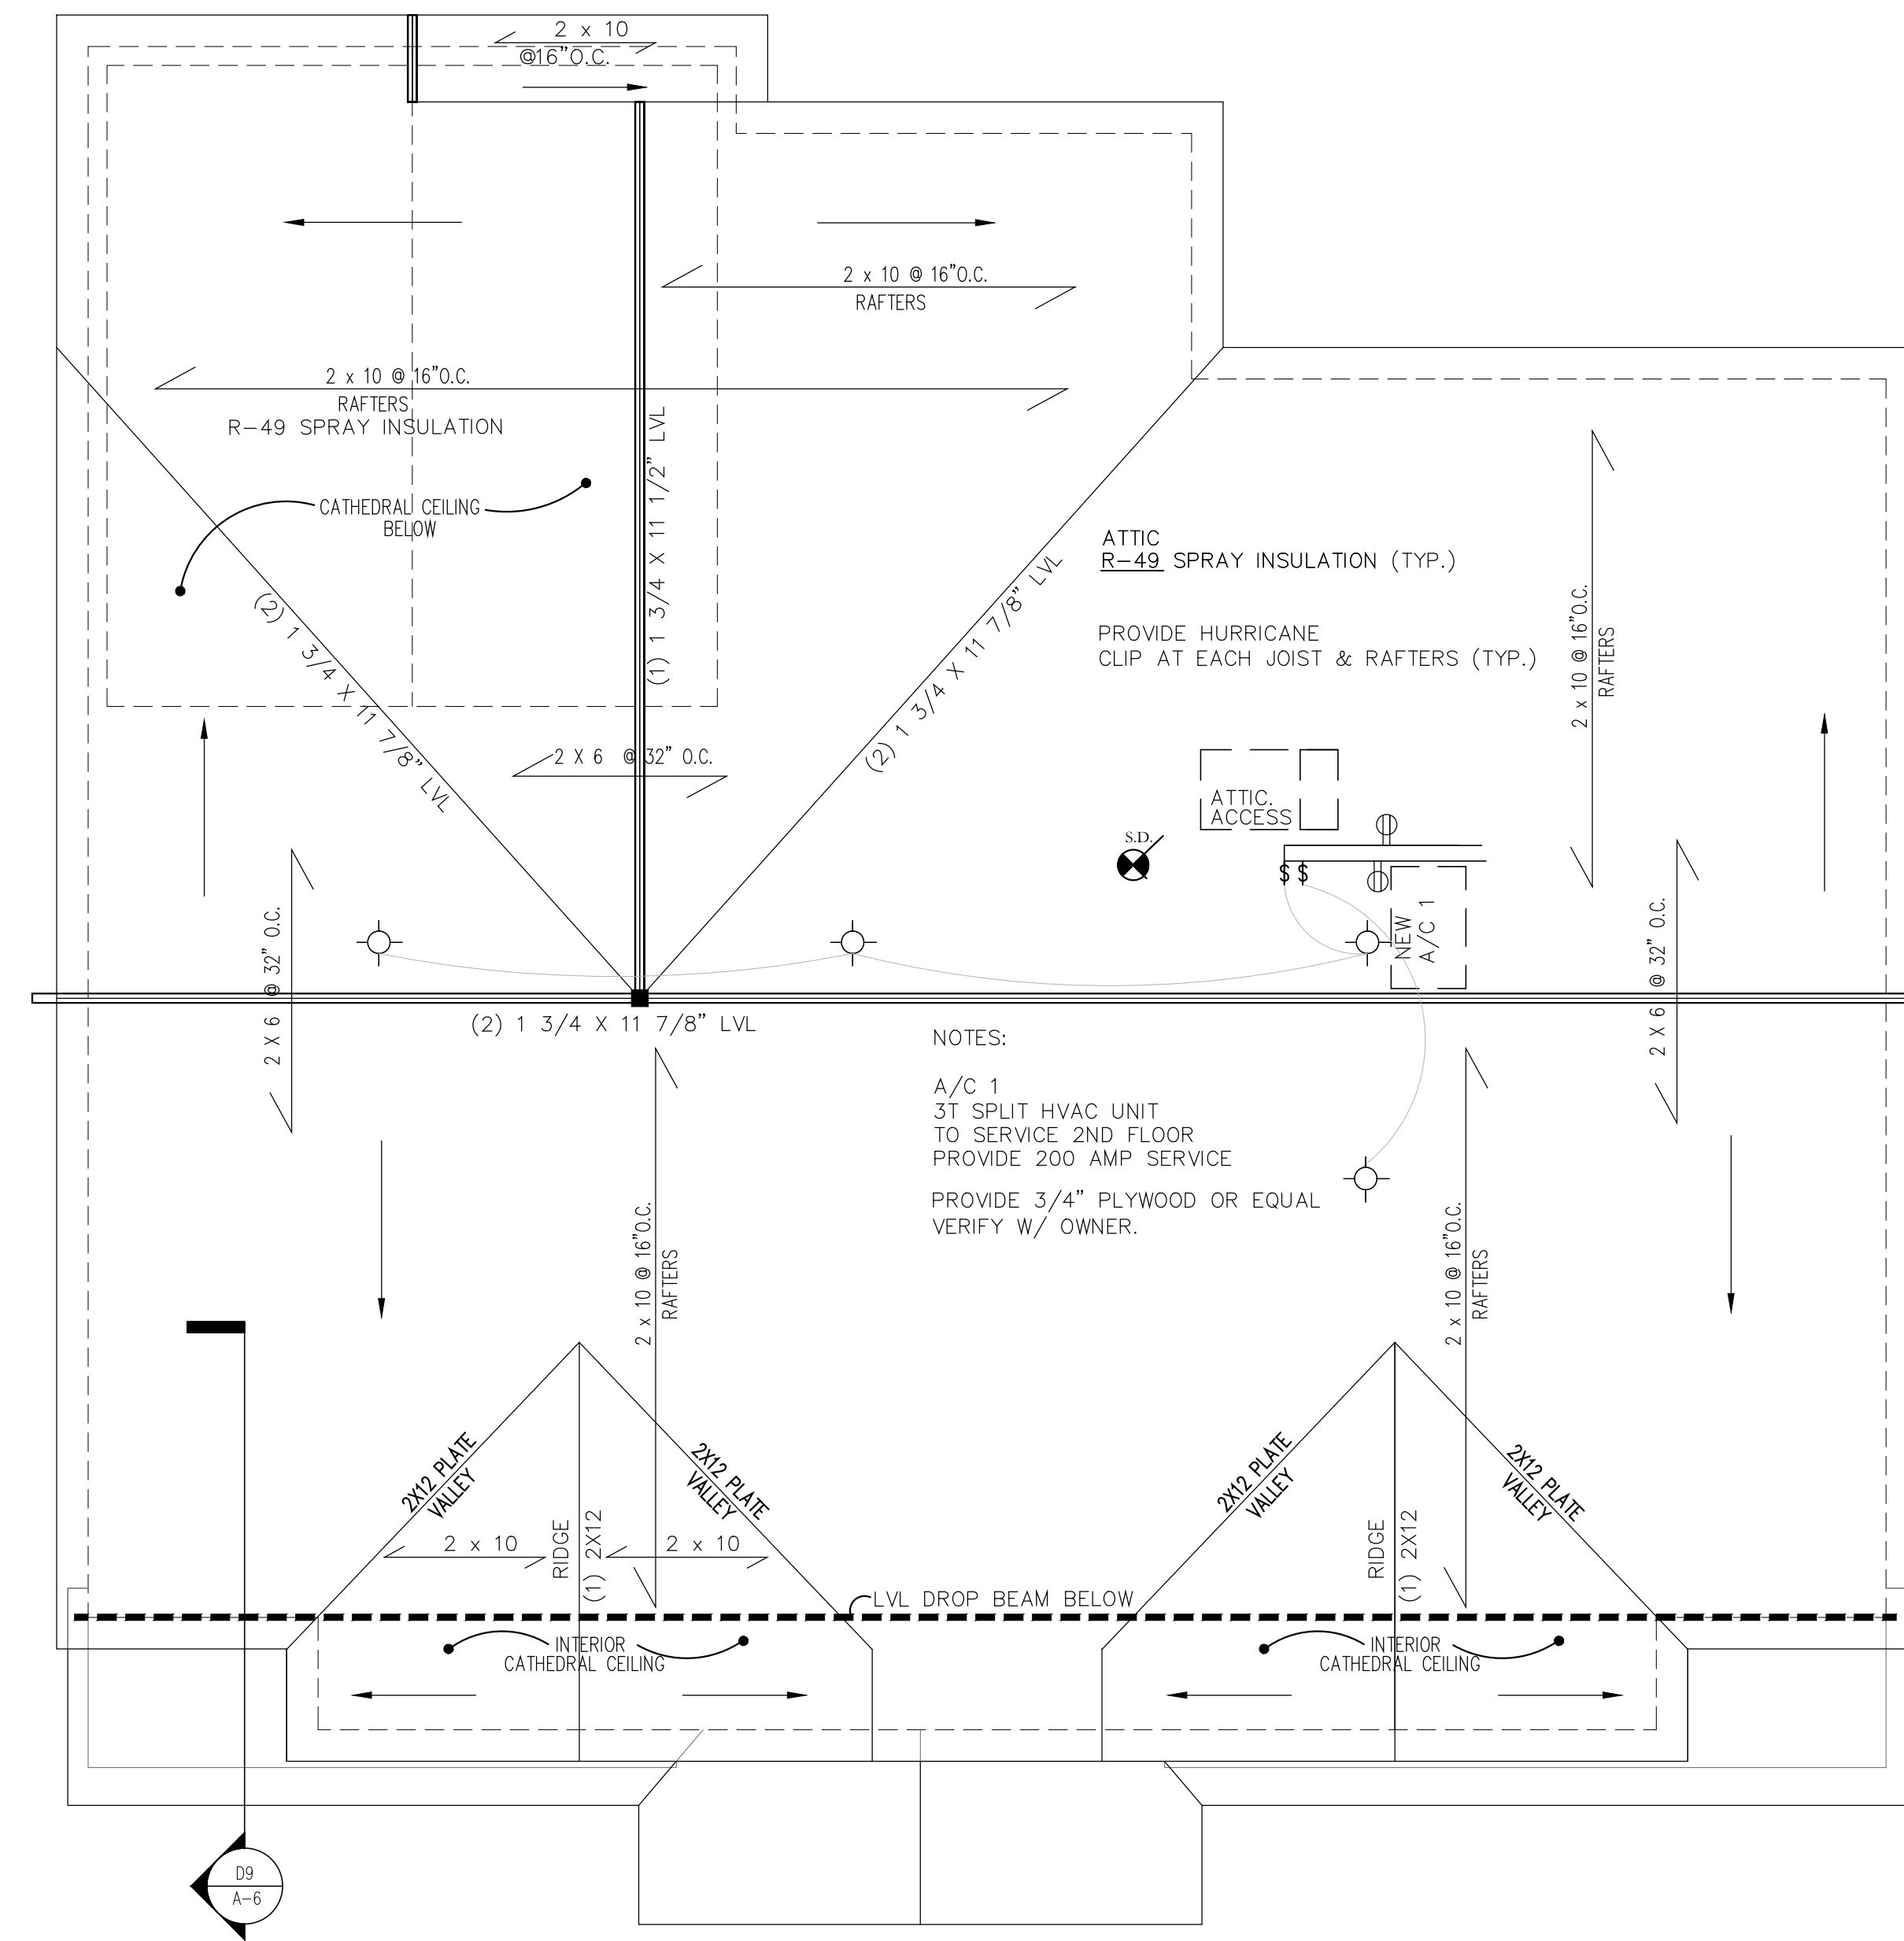 2 x 10
@16"O.C.
2 x 10 @ 16"O.C.
RAFTERS
2 x 10 @ 16"O.C.
RAFTERS
R-49 SPRAY INSULATION
CATHEDRAL CEILING
BELOW
(1) 1 3/4 X 11 1/2" LVL
(2) 1 3/4 X 11 7/8" LVL
(2) 1 3/4 X 11 7/8" LVL
ATTIC
R-49 SPRAY INSULATION (TYP.)
PROVIDE HURRICANE
CLIP AT EACH JOIST & RAFTERS (TYP.)
2 x 10 @ 16"O.C.
RAFTERS
2 X 6 @ 32" O.C.
ATTIC.
ACCESS
S.D.
$ $
NEW
A/C 1
2 X 6 @ 32" O.C.
2 X 6 @ 32" O.C.
(2) 1 3/4 X 11 7/8" LVL
NOTES:
A/C 1
3T SPLIT HVAC UNIT
TO SERVICE 2ND FLOOR
PROVIDE 200 AMP SERVICE
PROVIDE 3/4" PLYWOOD OR EQUAL
VERIFY W/ OWNER.
2 x 10 @ 16"O.C.
RAFTERS
2 x 10 @ 16"O.C.
RAFTERS
2X12 PLATE
VALLEY
2X12 PLATE
VALLEY
2X12 PLATE
VALLEY
2X12 PLATE
VALLEY
2 x 10
RIDGE
(1) 2X12
2 x 10
RIDGE
(1) 2X12
LVL DROP BEAM BELOW
INTERIOR
CATHEDRAL CEILING
INTERIOR
CATHEDRAL CEILING
D9
A-6